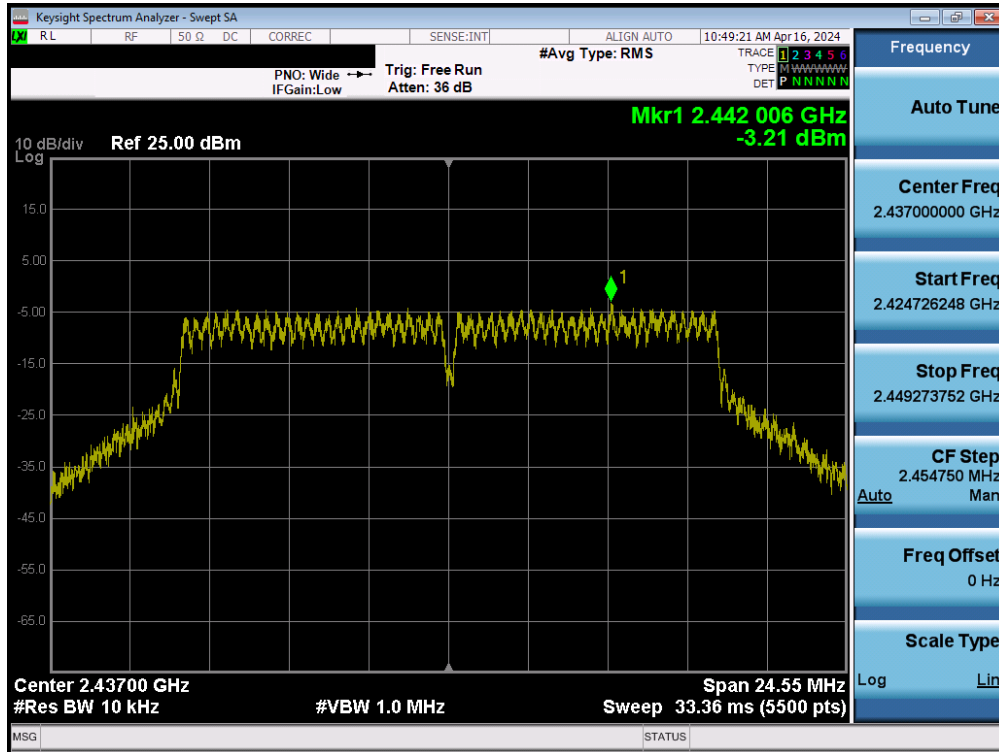 Keysight Spectrum Analyzer - Swept SA
LXI RL RF 50 Ω DC CORREC SENSE:INT ALIGN AUTO 10:49:21 AM Apr 16, 2024
#Avg Type: RMS
TRACE 1 2 3 4 5 6
PNO: Wide Trig: Free Run
TYPE M W W W W W
IFGain:Low Atten: 36 dB
DET P N N N N N
Mkr1 2.442 006 GHz
-3.21 dBm
10 dB/div Ref 25.00 dBm
Log
15.0
5.00
1
-5.00
-15.0
-25.0
-35.0
-45.0
-55.0
-65.0
Center 2.43700 GHz Span 24.55 MHz
#Res BW 10 kHz #VBW 1.0 MHz Sweep 33.36 ms (5500 pts)
MSG STATUS
Frequency
Auto Tune
Center Freq
2.437000000 GHz
Start Freq
2.424726248 GHz
Stop Freq
2.449273752 GHz
CF Step
2.454750 MHz
Auto Man
Freq Offset
0 Hz
Scale Type
Log Lin